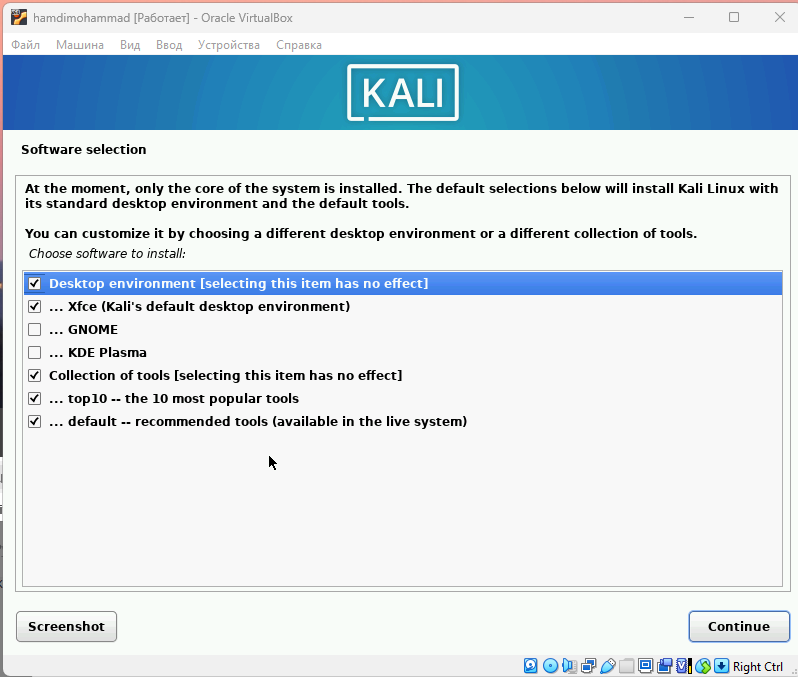 hamdimohammad [Работает] - Oracle VirtualBox
Файл Машина Вид Ввод Устройства Справка
KALI
Software selection
At the moment, only the core of the system is installed. The default selections below will install Kali Linux with
its standard desktop environment and the default tools.
You can customize it by choosing a different desktop environment or a different collection of tools.
Choose software to install:
Desktop environment [selecting this item has no effect]
... Xfce (Kali's default desktop environment)
... GNOME
... KDE Plasma
Collection of tools [selecting this item has no effect]
... top10 -- the 10 most popular tools
... default -- recommended tools (available in the live system)
Screenshot Continue
Right Ctrl